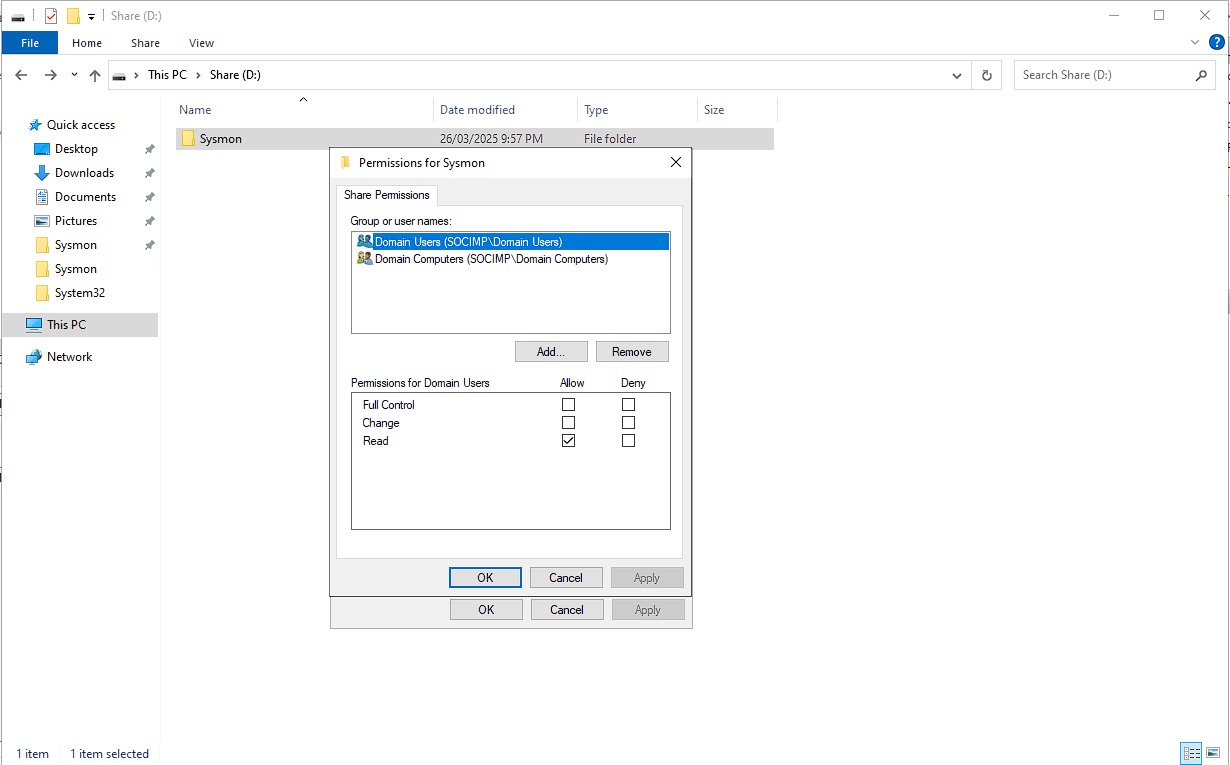 Share (D:)
File Home Share View
This PC Share (D:) Search Share (D:)
Name Date modified Type Size
Quick access
Desktop
Downloads
Documents
Pictures
Sysmon
Sysmon
System32
This PC
Network
Sysmon 26/03/2025 9:57 PM File folder
Permissions for Sysmon
Share Permissions
Group or user names:
Domain Users (SOCIMP\Domain Users)
Domain Computers (SOCIMP\Domain Computers)
Add... Remove
Permissions for Domain Users Allow Deny
Full Control
Change
Read
OK Cancel Apply
OK Cancel Apply
1 item 1 item selected